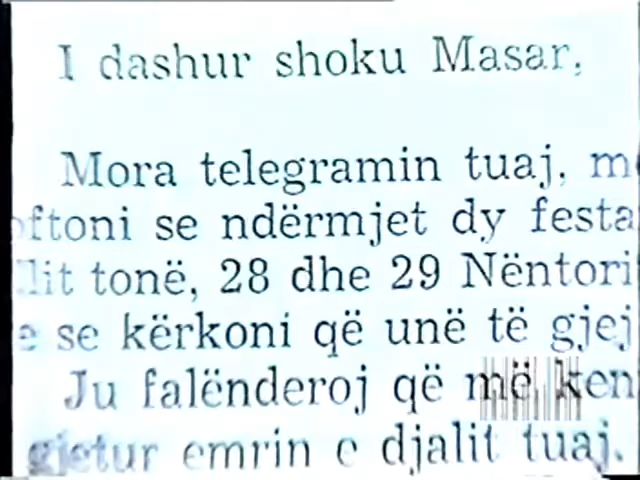 I dashur shoku Masar,
Mora telegramin tuaj, m
ftoni se ndërmjet dy festa
lit tonë, 28 dhe 29 Nëntori
e se kërkoni që unë të gjej
Ju falënderoj që më ken
gjetur emrin e djalit tuaj.